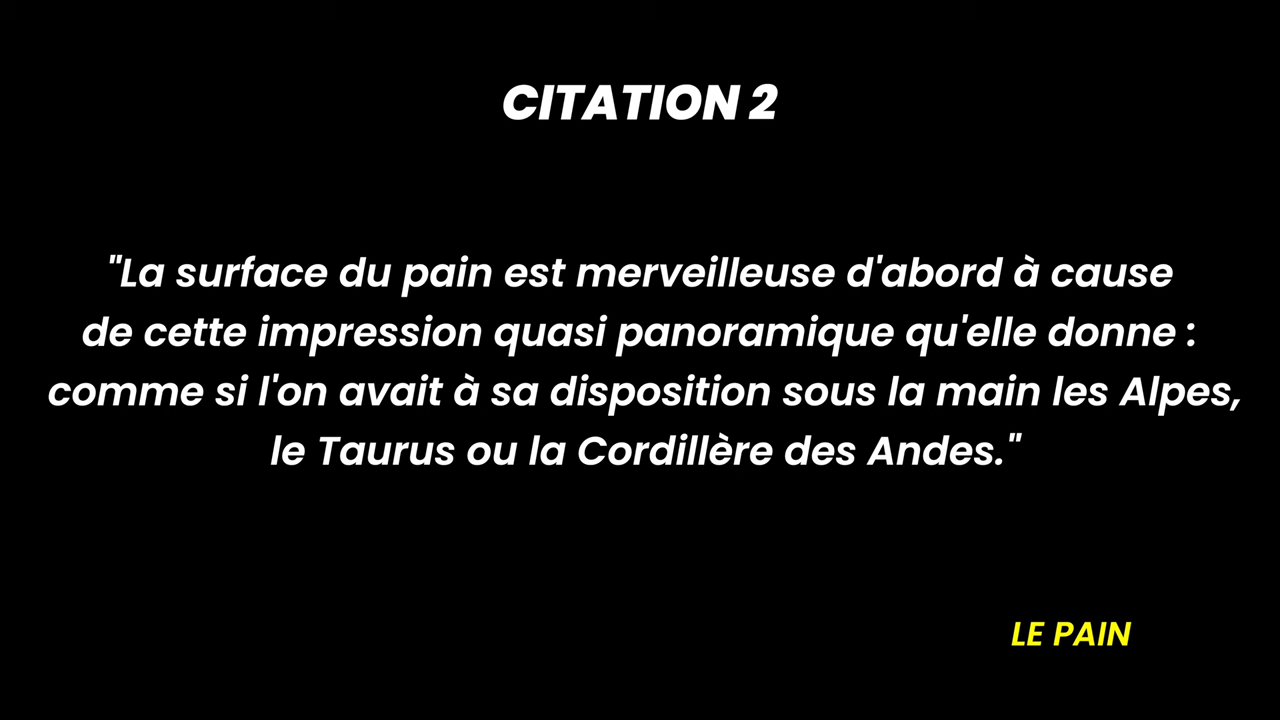 CITATION 2
"La surface du pain est merveilleuse d'abord à cause
de cette impression quasi panoramique qu'elle donne :
comme si l'on avait à sa disposition sous la main les Alpes,
le Taurus ou la Cordillère des Andes."
LE PAIN